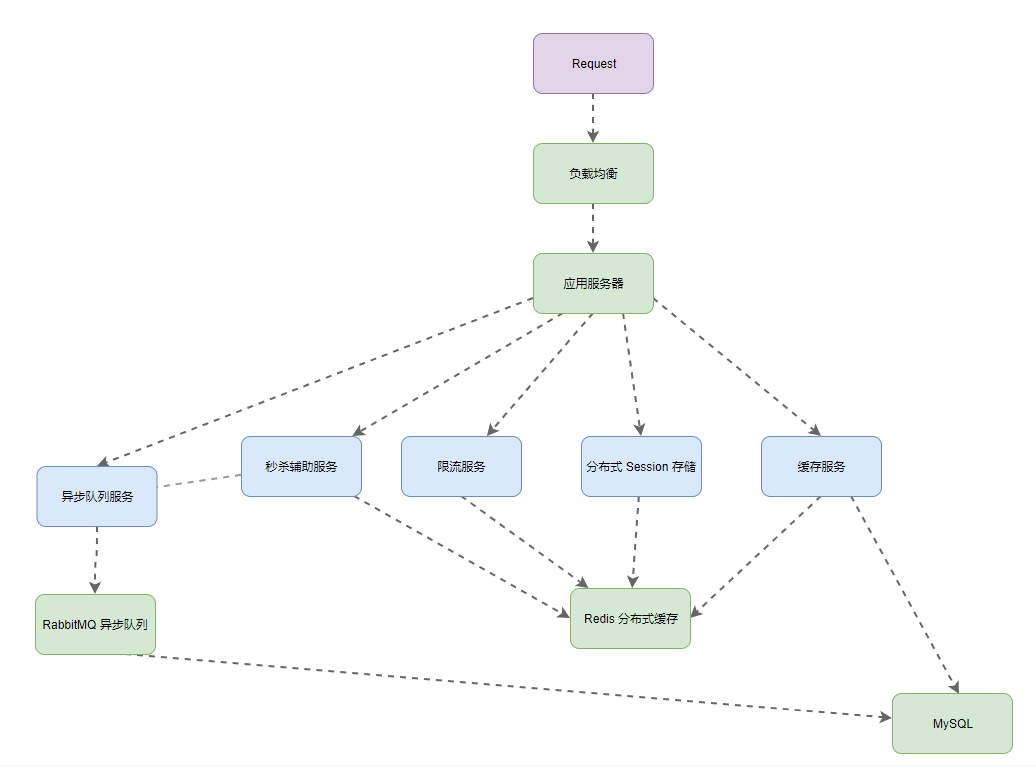 Request
负载均衡
应用服务器
秒杀辅助服务
限流服务
分布式 Session 存储
缓存服务
异步队列服务
RabbitMQ 异步队列
Redis 分布式缓存
MySQL